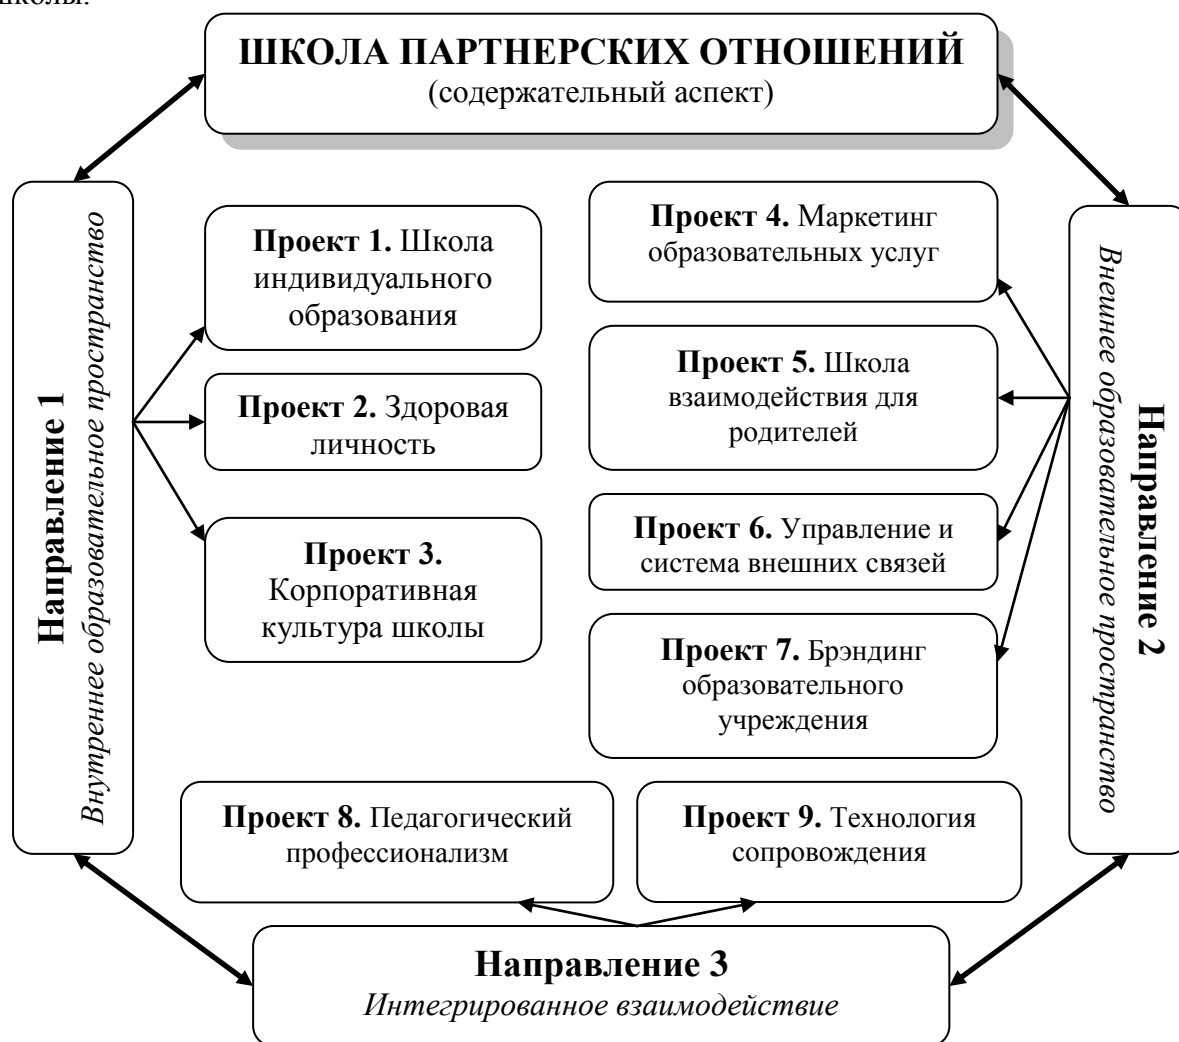 школы.
ШКОЛА ПАРТНЕРСКИХ ОТНОШЕНИЙ
(содержательный аспект)
Направление 1
Внутреннее образовательное пространство
Проект 1. Школа
индивидуального
образования
Проект 2. Здоровая
личность
Проект 3.
Корпоративная
культура школы
Проект 4. Маркетинг
образовательных услуг
Проект 5. Школа
взаимодействия для
родителей
Проект 6. Управление и
система внешних связей
Проект 7. Брэндинг
образовательного
учреждения
Направление 2
Внешнее образовательное пространство
Проект 8. Педагогический
профессионализм
Проект 9. Технология
сопровождения
Направление 3
Интегрированное взаимодействие